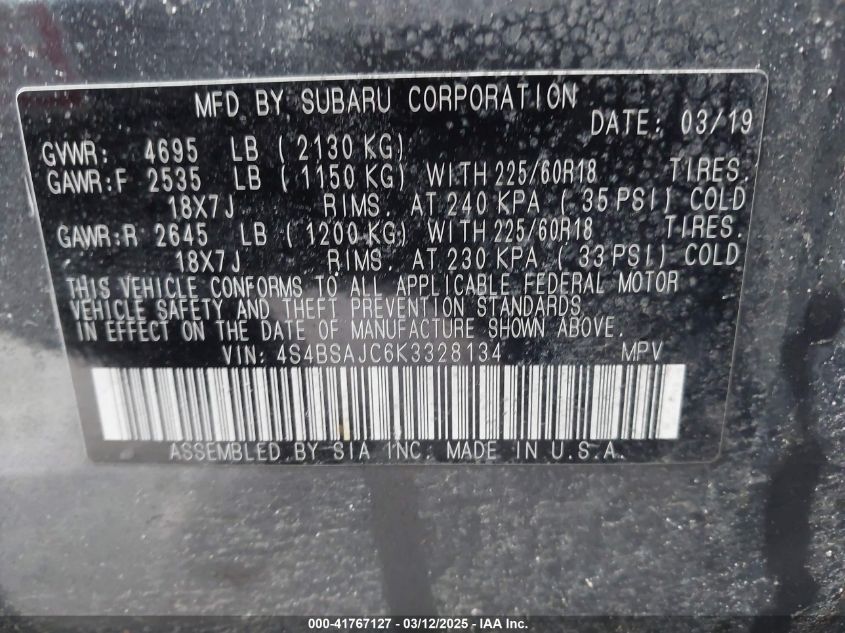 MFD BY SUBARU CORPORATION
DATE: 03/19
GVWR: 4695 LB ( 2130 KG)
GAWR:F 2535 LB ( 1150 KG) WITH 225/60R18 TIRES.
18X7J RIMS. AT 240 KPA ( 35 PSI) COLD
GAWR:R 2645 LB ( 1200 KG) WITH 225/60R18 TIRES.
18X7J RIMS. AT 230 KPA ( 33 PSI) COLD
THIS VEHICLE CONFORMS TO ALL APPLICABLE FEDERAL MOTOR
VEHICLE SAFETY AND THEFT PREVENTION STANDARDS
IN EFFECT ON THE DATE OF MANUFACTURE SHOWN ABOVE.
VIN: 4S4BSAJC6K3328134 MPV
ASSEMBLED BY SIA INC. MADE IN U.S.A.
000-41767127 - 03/12/2025 - IAA Inc.